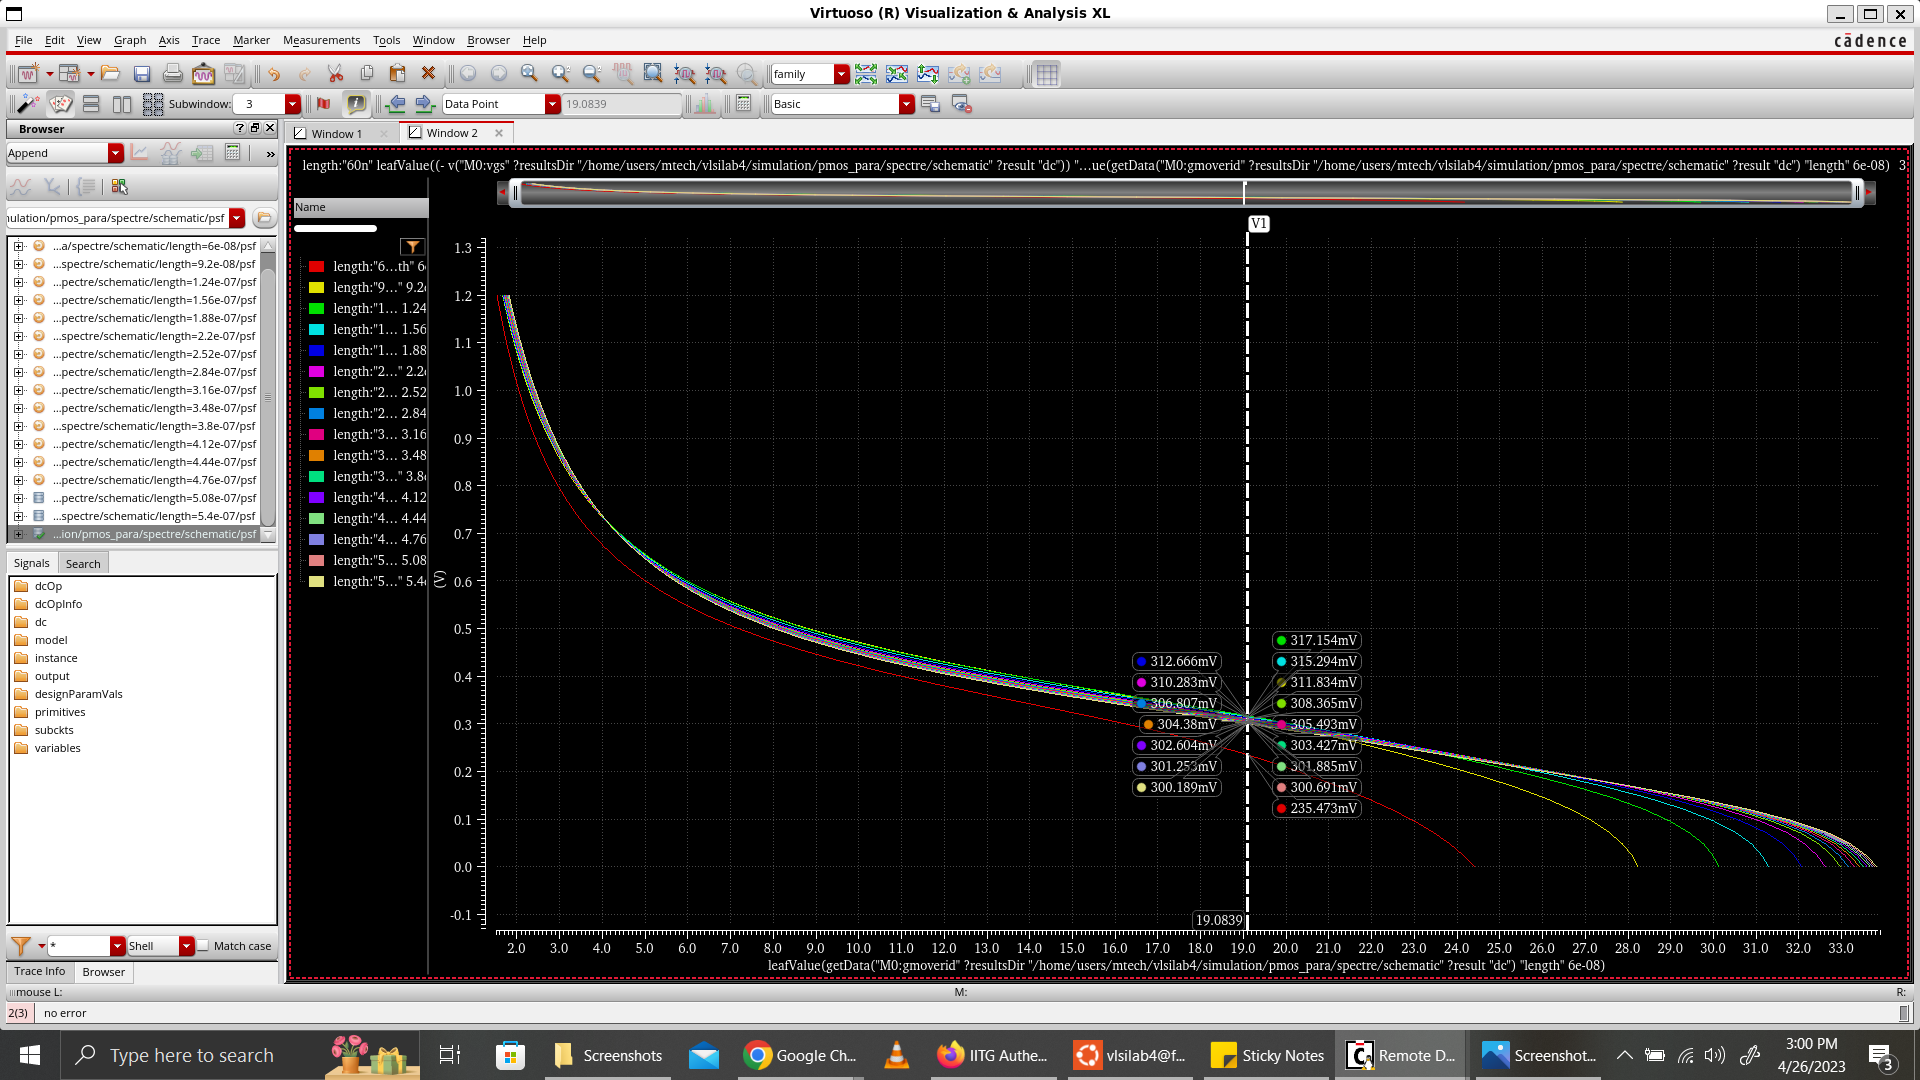 Virtuoso (R) Visualization & Analysis XL
File Edit View Graph Axis Trace Marker Measurements Tools Window Browser Help
cādence
family
Subwindow: 3
Data Point
19.0839
Basic
Browser
Window 1
Window 2
Append
length:"60n" leafValue((- v("M0:vgs" ?resultsDir "/home/users/mtech/vlsilab4/simulation/pmos_para/spectre/schematic" ?result "dc")) "...ue(getData("M0:gmoverid" ?resultsDir "/home/users/mtech/vlsilab4/simulation/pmos_para/spectre/schematic" ?result "dc") "length" 6e-08) 3
»
ulation/pmos_para/spectre/schematic/psf
...a/spectre/schematic/length=6e-08/psf
...spectre/schematic/length=9.2e-08/psf
...pectre/schematic/length=1.24e-07/psf
...pectre/schematic/length=1.56e-07/psf
...pectre/schematic/length=1.88e-07/psf
...spectre/schematic/length=2.2e-07/psf
...pectre/schematic/length=2.52e-07/psf
...pectre/schematic/length=2.84e-07/psf
...pectre/schematic/length=3.16e-07/psf
...pectre/schematic/length=3.48e-07/psf
...spectre/schematic/length=3.8e-07/psf
...pectre/schematic/length=4.12e-07/psf
...pectre/schematic/length=4.44e-07/psf
...pectre/schematic/length=4.76e-07/psf
...pectre/schematic/length=5.08e-07/psf
...spectre/schematic/length=5.4e-07/psf
...ion/pmos_para/spectre/schematic/psf
Signals
Search
dcOp
dcOpInfo
dc
model
instance
output
designParamVals
primitives
subckts
variables
*
Shell
Match case
Trace Info
Browser
Name
length:"6...th" 6
length:"9..." 9.2
length:"1... 1.24
length:"1... 1.56
length:"1... 1.88
length:"2..." 2.2
length:"2... 2.52
length:"2... 2.84
length:"3... 3.16
length:"3... 3.48
length:"3..." 3.8
length:"4... 4.12
length:"4... 4.44
length:"4... 4.76
length:"5... 5.08
length:"5..." 5.4
V1
1.3
1.2
1.1
1.0
0.9
0.8
0.7
0.6
0.5
0.4
0.3
0.2
0.1
0.0
-0.1
(V)
312.666mV
310.283mV
306.807mV
304.38mV
302.604mV
301.253mV
300.189mV
317.154mV
315.294mV
311.834mV
308.365mV
305.493mV
303.427mV
301.885mV
300.691mV
235.473mV
19.0839
2.0 3.0 4.0 5.0 6.0 7.0 8.0 9.0 10.0 11.0 12.0 13.0 14.0 15.0 16.0 17.0 18.0 19.0 20.0 21.0 22.0 23.0 24.0 25.0 26.0 27.0 28.0 29.0 30.0 31.0 32.0 33.0
leafValue(getData("M0:gmoverid" ?resultsDir "/home/users/mtech/vlsilab4/simulation/pmos_para/spectre/schematic" ?result "dc") "length" 6e-08)
mouse L: M: R:
2(3) no error
Type here to search
Screenshots
Google Ch...
IITG Authe...
vlsilab4@f...
Sticky Notes
Remote D...
Screenshot...
3:00 PM
4/26/2023
3